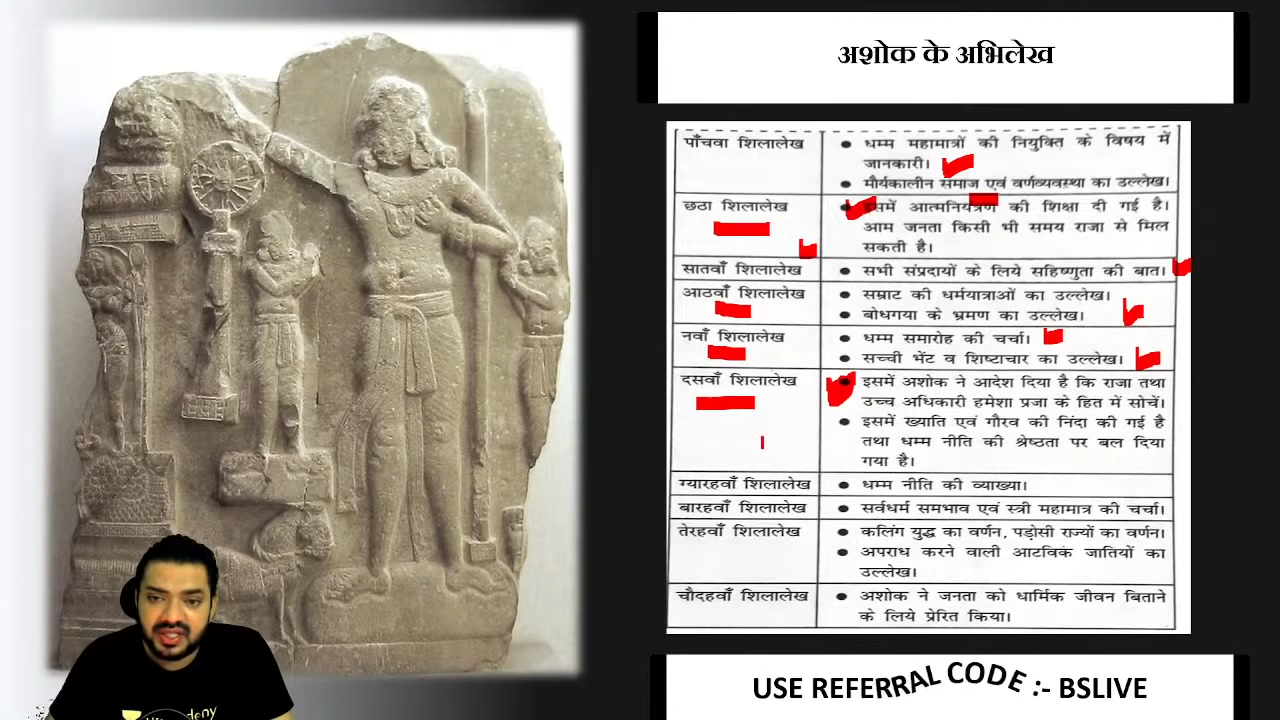 अशोक के अभिलेख
पाँचवा शिलालेख
● धम्म महामात्रों की नियुक्ति के विषय में
जानकारी।
● मौर्यकालीन समाज एवं वर्णव्यवस्था का उल्लेख।
छठा शिलालेख
● इसमें आत्मनियंत्रण की शिक्षा दी गई है।
आम जनता किसी भी समय राजा से मिल
सकती है।
सातवाँ शिलालेख
● सभी संप्रदायों के लिये सहिष्णुता की बात।
आठवाँ शिलालेख
● सम्राट की धर्मयात्राओं का उल्लेख।
● बोधगया के भ्रमण का उल्लेख।
नवाँ शिलालेख
● धम्म समारोह की चर्चा।
● सच्ची भेंट व शिष्टाचार का उल्लेख।
दसवाँ शिलालेख
● इसमें अशोक ने आदेश दिया है कि राजा तथा
उच्च अधिकारी हमेशा प्रजा के हित में सोचें।
● इसमें ख्याति एवं गौरव की निंदा की गई है
तथा धम्म नीति की श्रेष्ठता पर बल दिया
गया है।
ग्यारहवाँ शिलालेख
● धम्म नीति की व्याख्या।
बारहवाँ शिलालेख
● सर्वधर्म समभाव एवं स्त्री महामात्र की चर्चा।
तेरहवाँ शिलालेख
● कलिंग युद्ध का वर्णन, पड़ोसी राज्यों का वर्णन।
● अपराध करने वाली आटविक जातियों का
उल्लेख।
चौदहवाँ शिलालेख
● अशोक ने जनता को धार्मिक जीवन बिताने
के लिये प्रेरित किया।
USE REFERRAL CODE :- BSLIVE